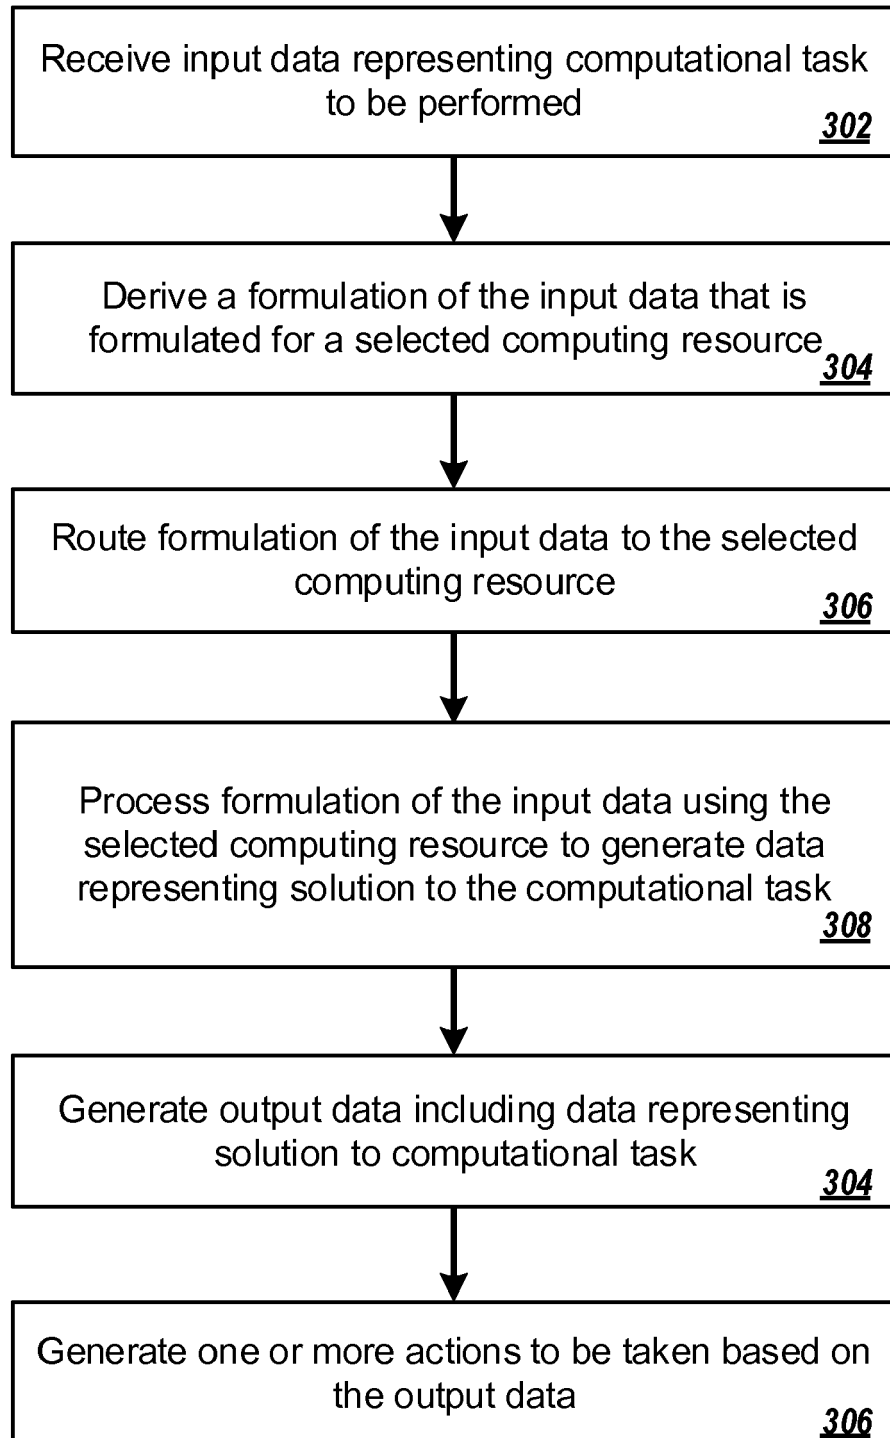 Receive input data representing computational task
to be performed
302
Derive a formulation of the input data that is
formulated for a selected computing resource
304
Route formulation of the input data to the selected
computing resource
306
Process formulation of the input data using the
selected computing resource to generate data
representing solution to the computational task
308
Generate output data including data representing
solution to computational task
304
Generate one or more actions to be taken based on
the output data
306